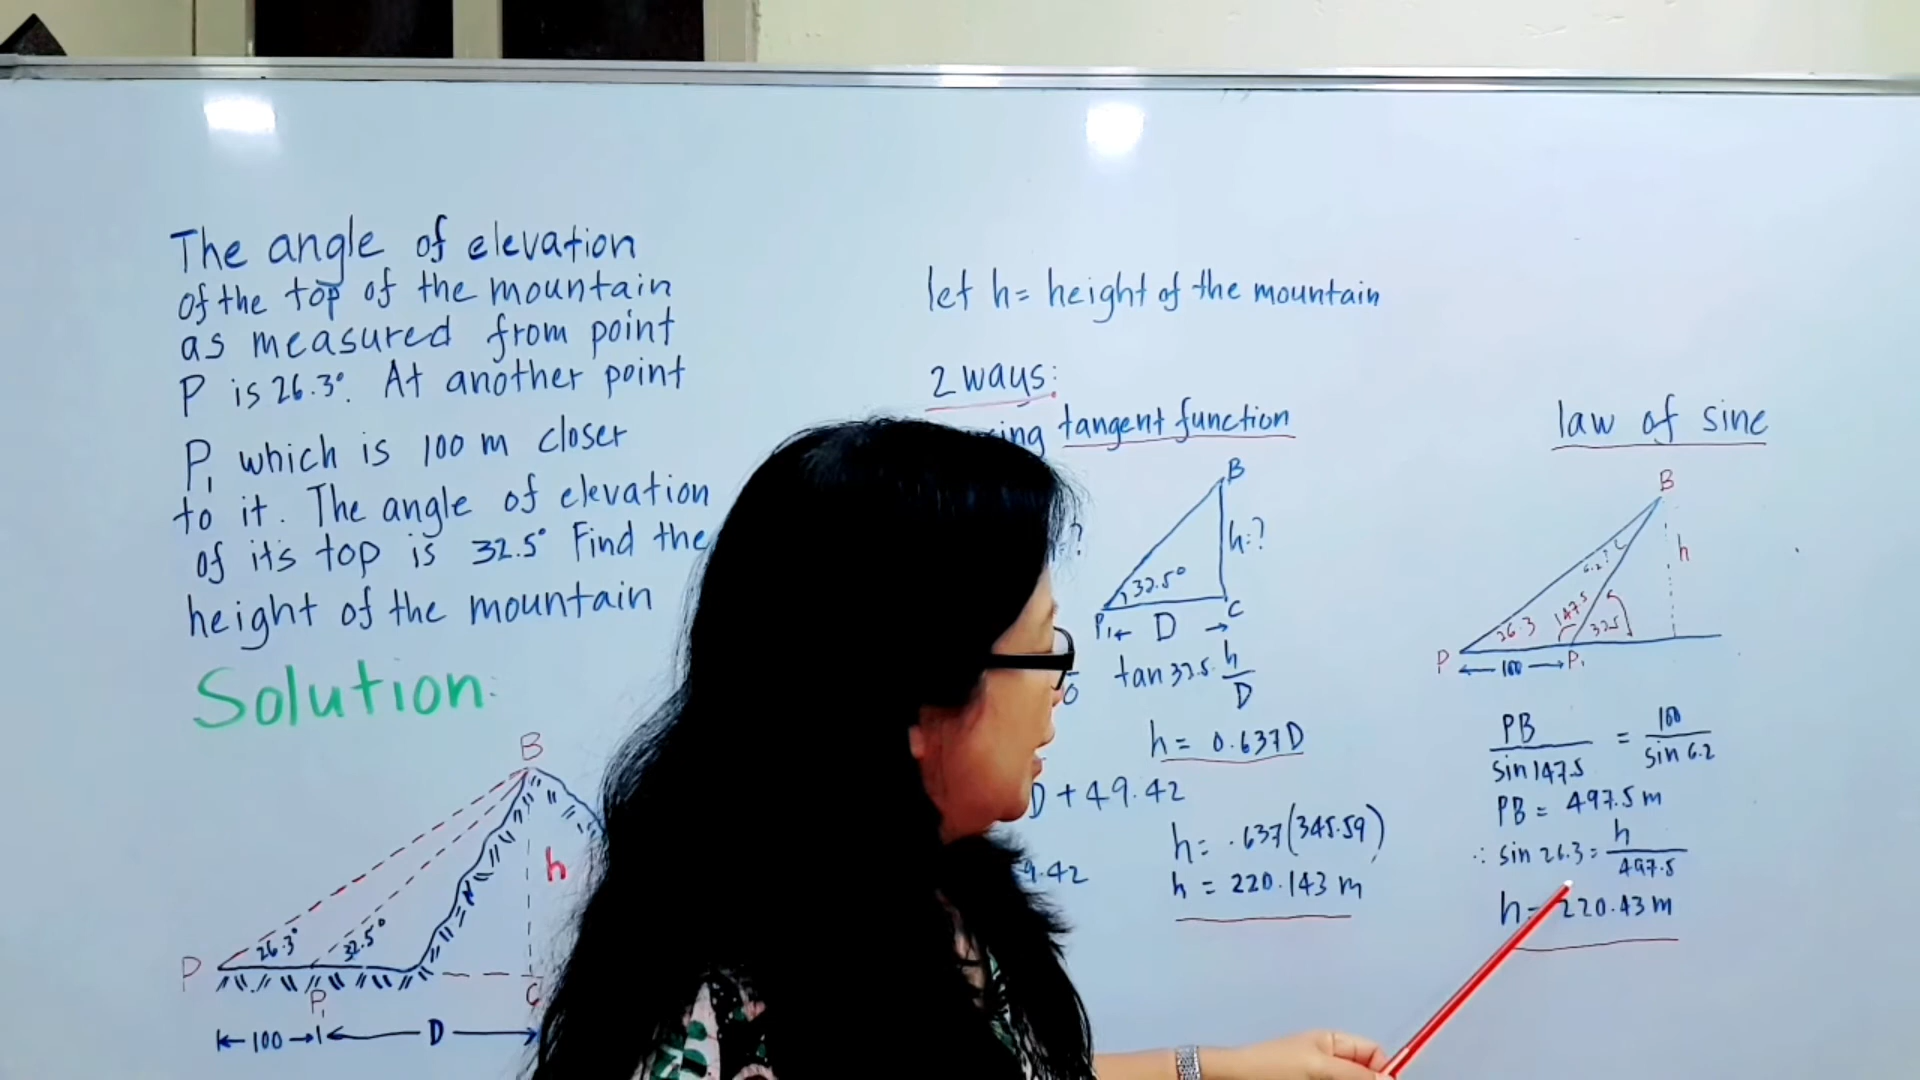 The angle of elevation
of the top of the mountain
as measured from point
P is 26.3°. At another point
P₁ which is 100 m closer
to it. The angle of elevation
of its top is 32.5° Find the
height of the mountain
Solution:
B
h
26.3°
32.5°
P
P₁
C
100
D
let h = height of the mountain
2 ways:
tangent function
?
B
h=?
32.5°
P₁
D
C
tan 32.5 = h/D
h = 0.637D
D + 49.42
9.42
h = .637(345.59)
h = 220.143 m
law of sine
B
h
6.2?
26.3
147.5
32.5
P
100
P₁
PB/sin 147.5 = 100/sin 6.2
PB = 497.5 m
∴ sin 26.3 = h/497.5
h = 220.43 m